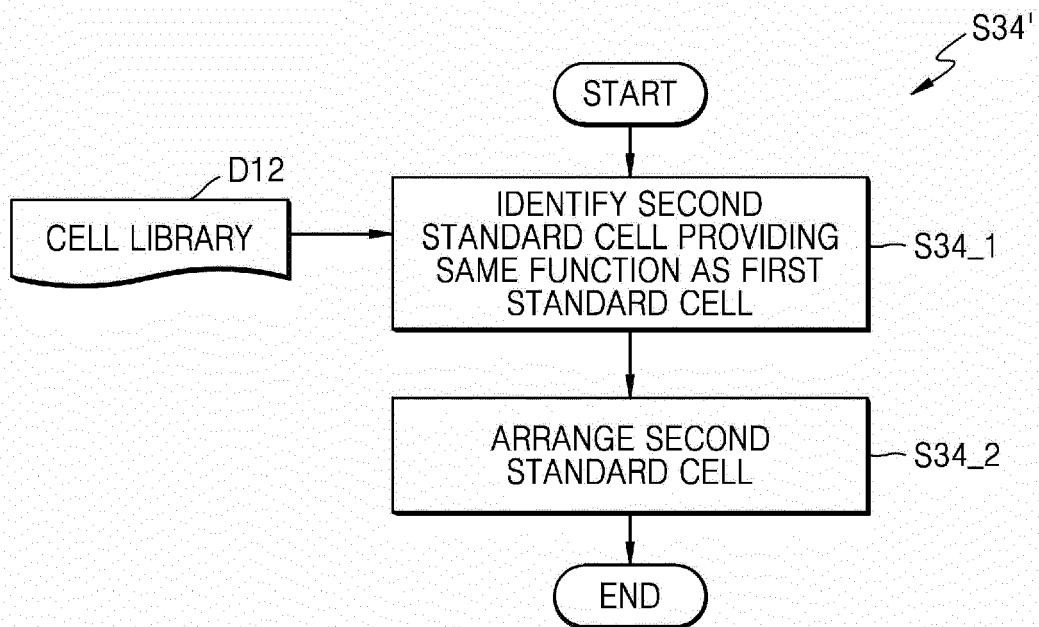 S34'
START
D12
CELL LIBRARY
IDENTIFY SECOND
STANDARD CELL PROVIDING
SAME FUNCTION AS FIRST
STANDARD CELL
S34_1
ARRANGE SECOND
STANDARD CELL
S34_2
END